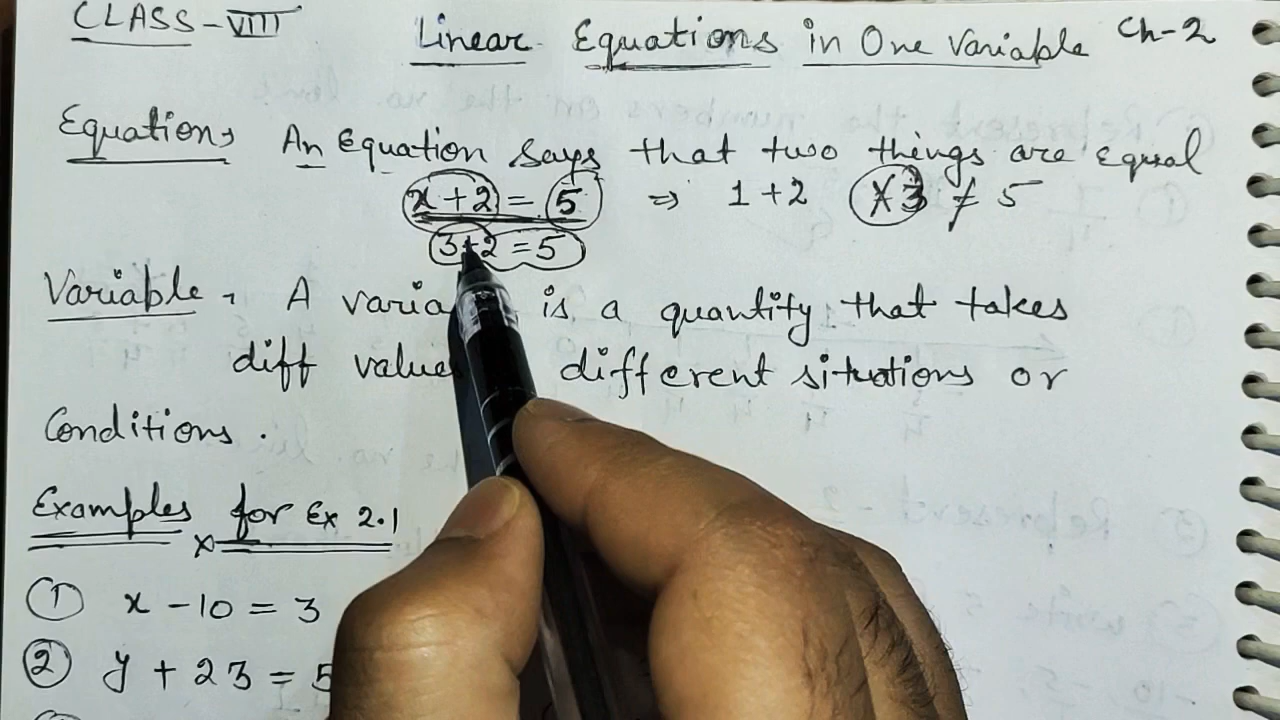 CLASS-VIII Linear Equations in One Variable Ch-2
Equation, An Equation says that two things are equal
x+2 = 5 ⇒ 1+2 3 ≠ 5
3+2=5
Variable, A varia is a quantity that takes
diff value different situations or
Conditions.
Examples for Ex 2.1
① x - 10 = 3
② y + 23 = 5